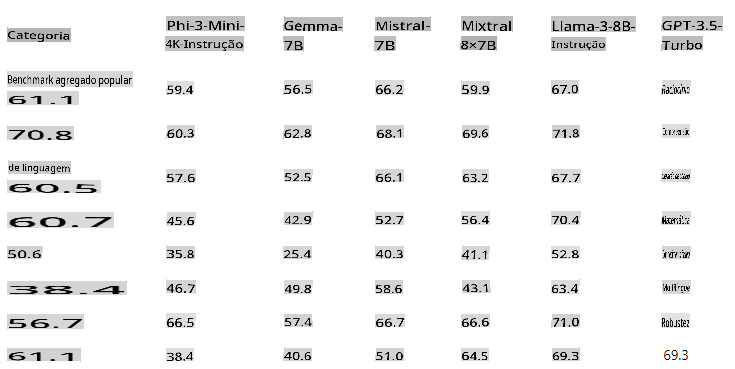 Categoria Phi-3-Mini-4K-Instrução Gemma-7B Mistral-7B Mixtral 8×7B Llama-3-8B-Instrução GPT-3.5-Turbo
Benchmark agregado popular
61.1 59.4 56.5 66.2 59.9 67.0 Raciocínio
70.8 60.3 62.8 68.1 69.6 71.8
de linguagem
60.5 57.6 52.5 66.1 63.2 67.7
60.7 45.6 42.9 52.7 56.4 70.4 Matemática
50.6 35.8 25.4 40.3 41.1 52.8
38.4 46.7 49.8 58.6 43.1 63.4 Multilíngue
56.7 66.5 57.4 66.7 66.6 71.0 Robustez
61.1 38.4 40.6 51.0 64.5 69.3 69.3